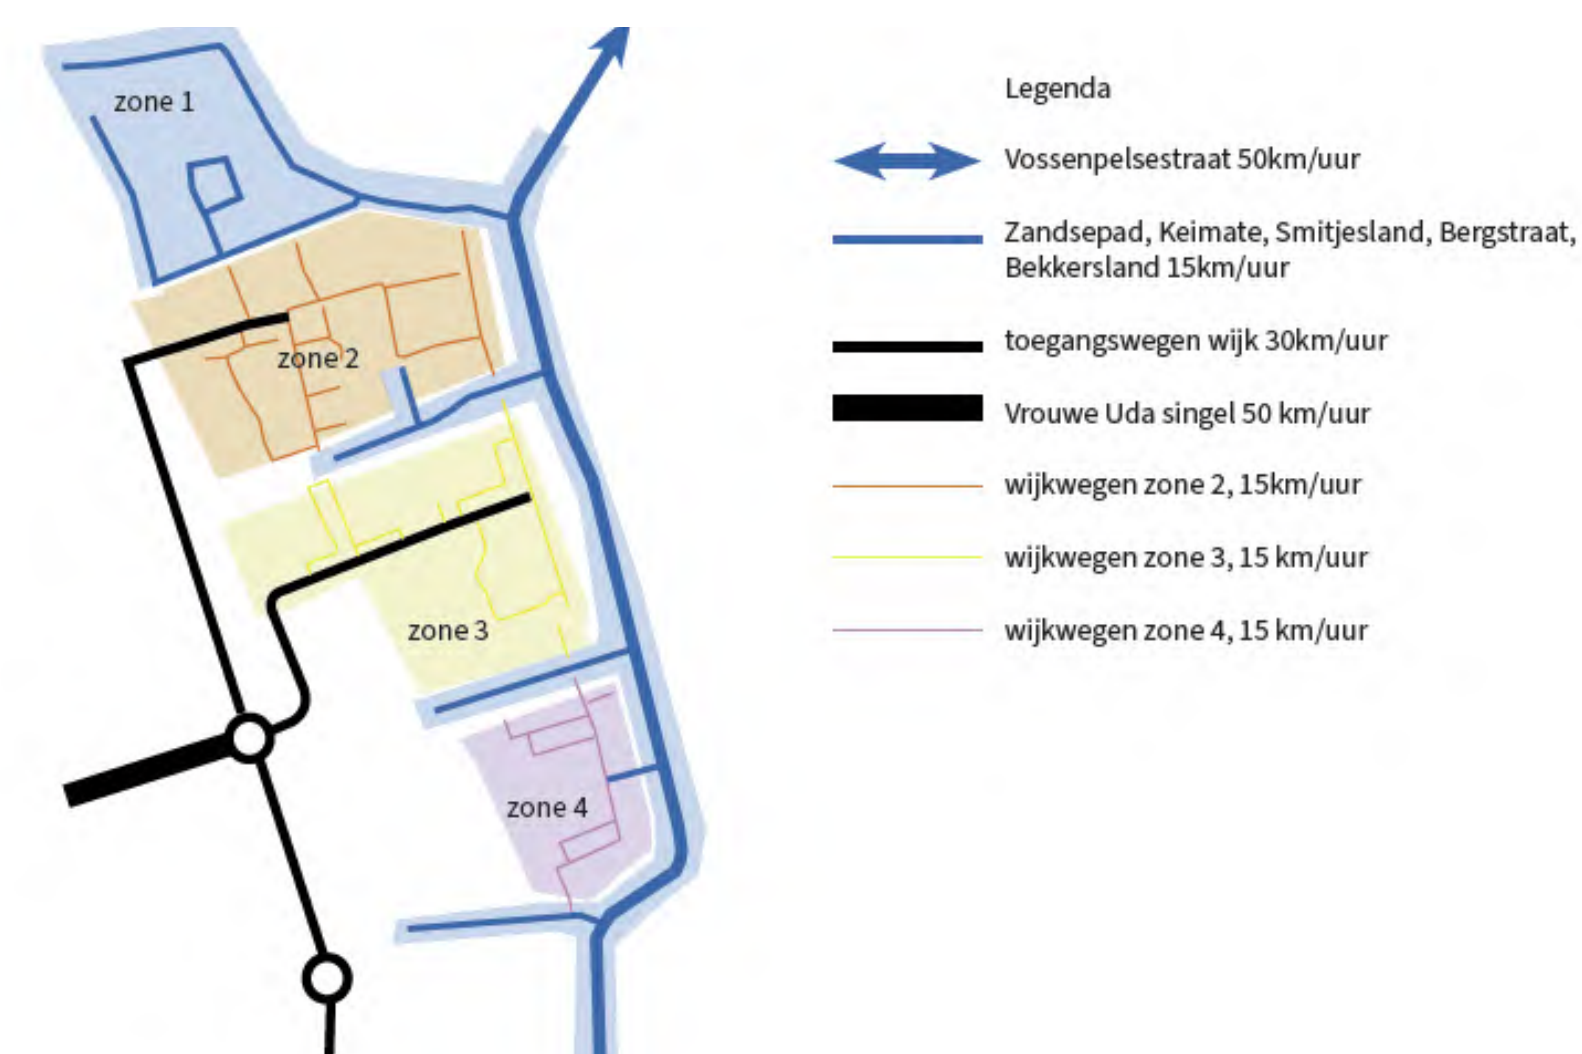 zone 1
zone 2
zone 3
zone 4
Legenda
Vossenpelsestraat 50km/uur
Zandsepad, Keimate, Smitjesland, Bergstraat,
Bekkersland 15km/uur
toegangswegen wijk 30km/uur
Vrouwe Uda singel 50 km/uur
wijkwegen zone 2, 15km/uur
wijkwegen zone 3, 15 km/uur
wijkwegen zone 4, 15 km/uur